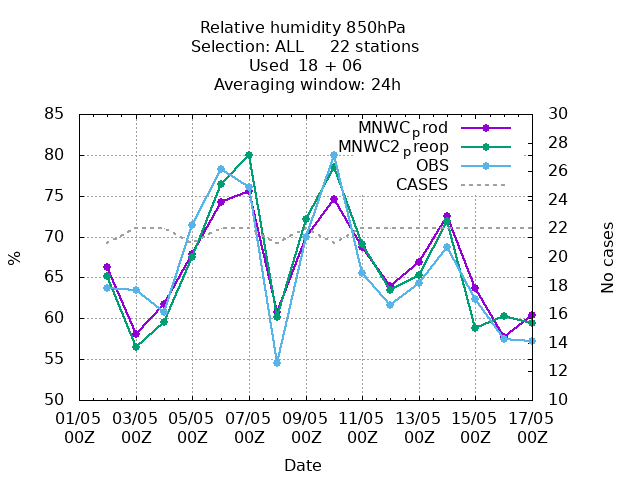 Relative humidity 850hPa
Selection: ALL 22 stations
Used 18 + 06
Averaging window: 24h
85
80
75
70
65
60
55
50
%
30
28
26
24
22
20
18
16
14
12
10
No cases
MNWC_prod
MNWC2_preop
OBS
CASES
01/05 03/05 05/05 07/05 09/05 11/05 13/05 15/05 17/05
00Z 00Z 00Z 00Z 00Z 00Z 00Z 00Z 00Z
Date